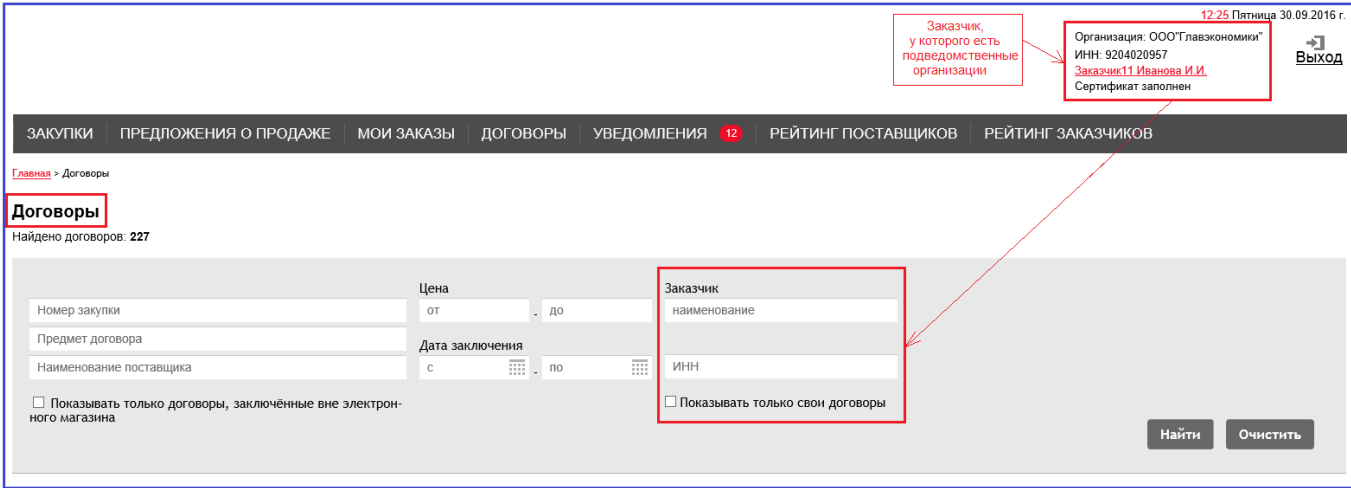 12:25 Пятница 30.09.2016 г.
Заказчик,
у которого есть
подведомственные
организации
Организация: ООО"Главэкономики"
ИНН: 9204020957
Заказчик11 Иванова И.И.
Сертификат заполнен
Выход
ЗАКУПКИ ПРЕДЛОЖЕНИЯ О ПРОДАЖЕ МОИ ЗАКАЗЫ ДОГОВОРЫ УВЕДОМЛЕНИЯ 12 РЕЙТИНГ ПОСТАВЩИКОВ РЕЙТИНГ ЗАКАЗЧИКОВ
Главная > Договоры
Договоры
Найдено договоров: 227
Цена Заказчик
Номер закупки от - до наименование
Предмет договора
Дата заключения
Наименование поставщика с - по ИНН
Показывать только договоры, заключённые вне электрон-
ного магазина
Показывать только свои договоры
Найти Очистить